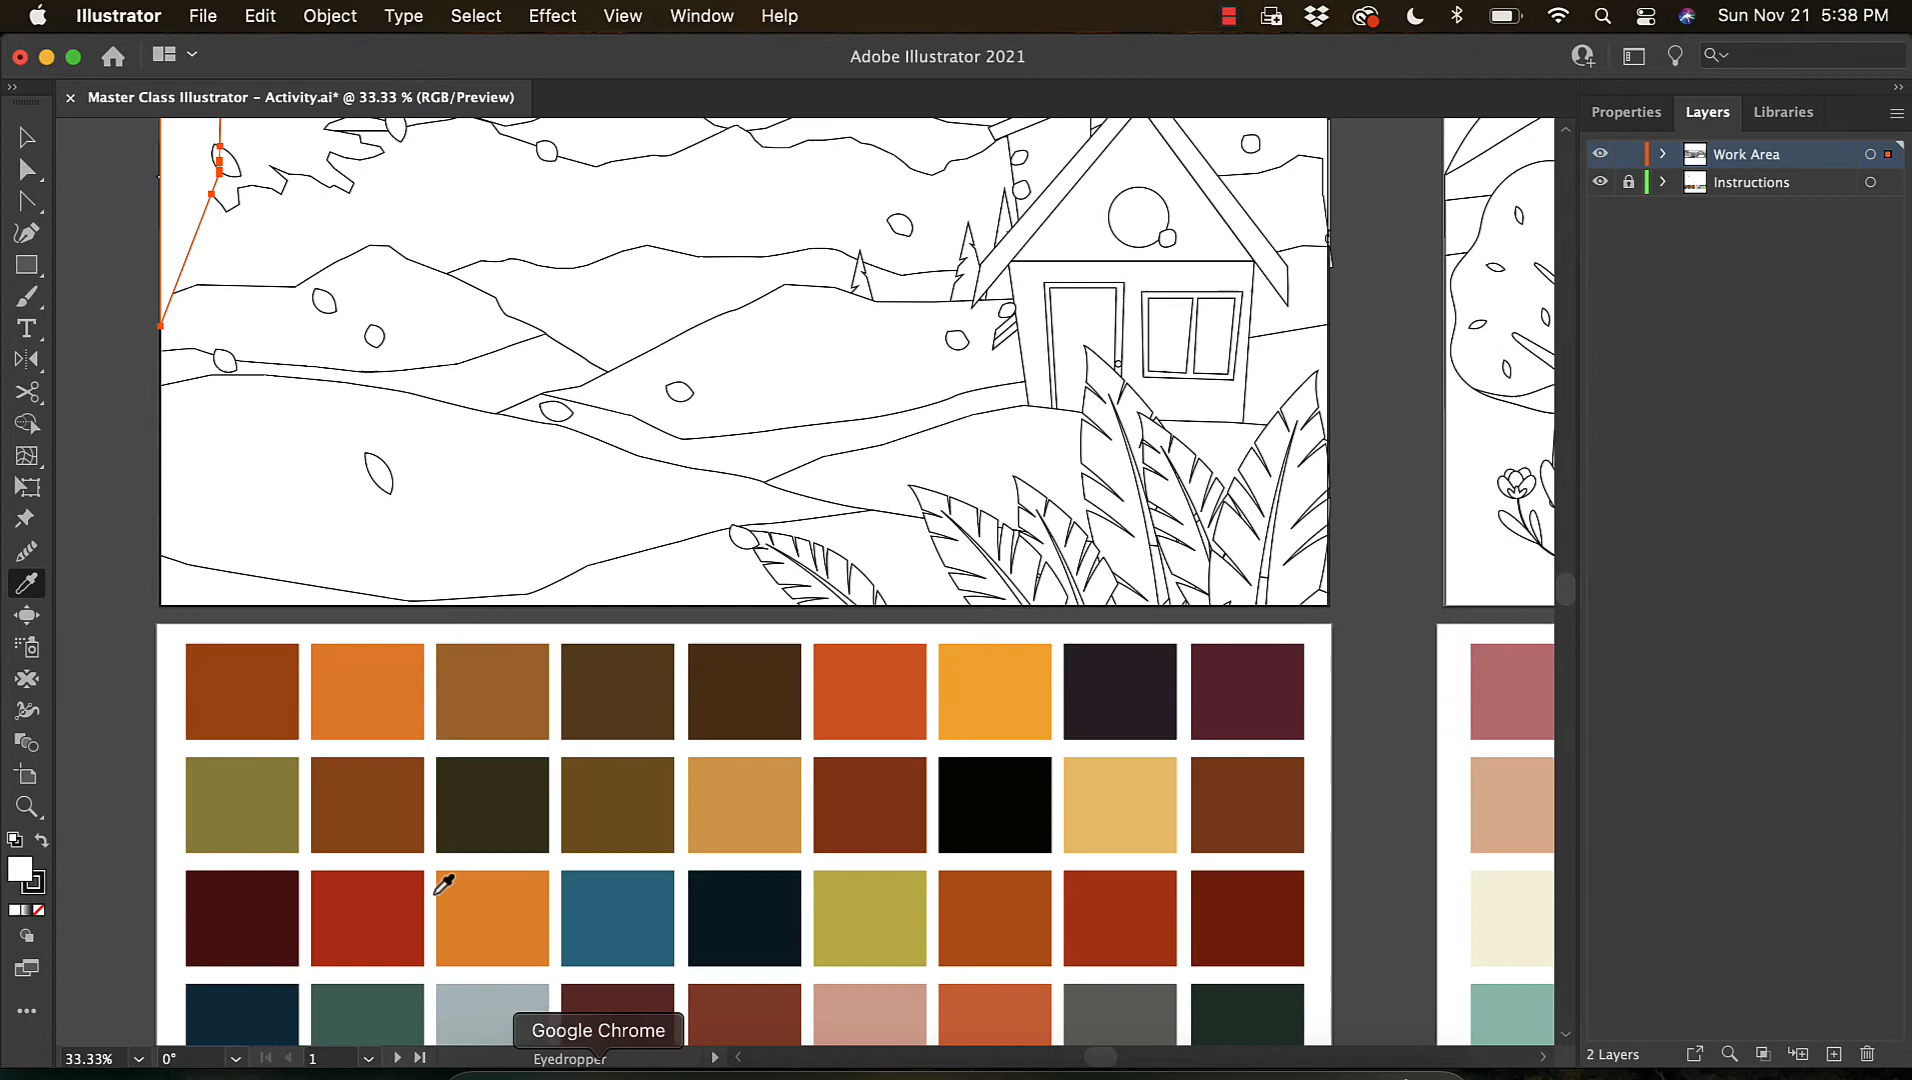 Illustrator File Edit Object Type Select Effect View Window Help Sun Nov 21 5:38 PM
Adobe Illustrator 2021
× Master Class Illustrator - Activity.ai* @ 33.33 % (RGB/Preview)
Properties Layers Libraries
Work Area
Instructions
Google Chrome
33.33% 0° 1 Eyedropper
2 Layers